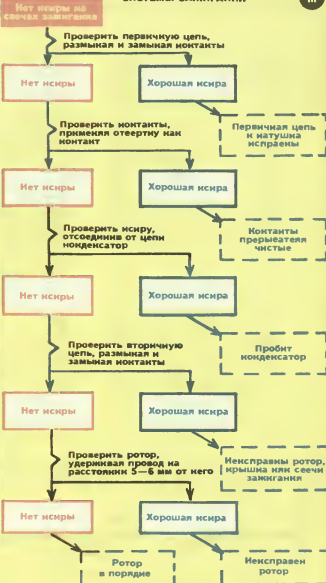 Нет искры на
свечах зажигания
Проверить первичную цепь,
размыкая и замыкая контакты
Нет искры
Хорошая искра
Первичная цепь
и катушка
исправны
Проверить контакты,
применяя отвертку как
контакт
Нет искры
Хорошая искра
Контакты
прерывателя
чистые
Проверить искру,
отсоединив от цепи
конденсатор
Нет искры
Хорошая искра
Пробит
конденсатор
Проверить вторичную
цепь, размыкая и
замыкая контакты
Нет искры
Хорошая искра
Неисправны ротор,
крышка или свечи
зажигания
Проверить ротор,
удерживая провод на
расстоянии 5—6 мм от него
Нет искры
Хорошая искра
Ротор
в порядке
Неисправен
ротор